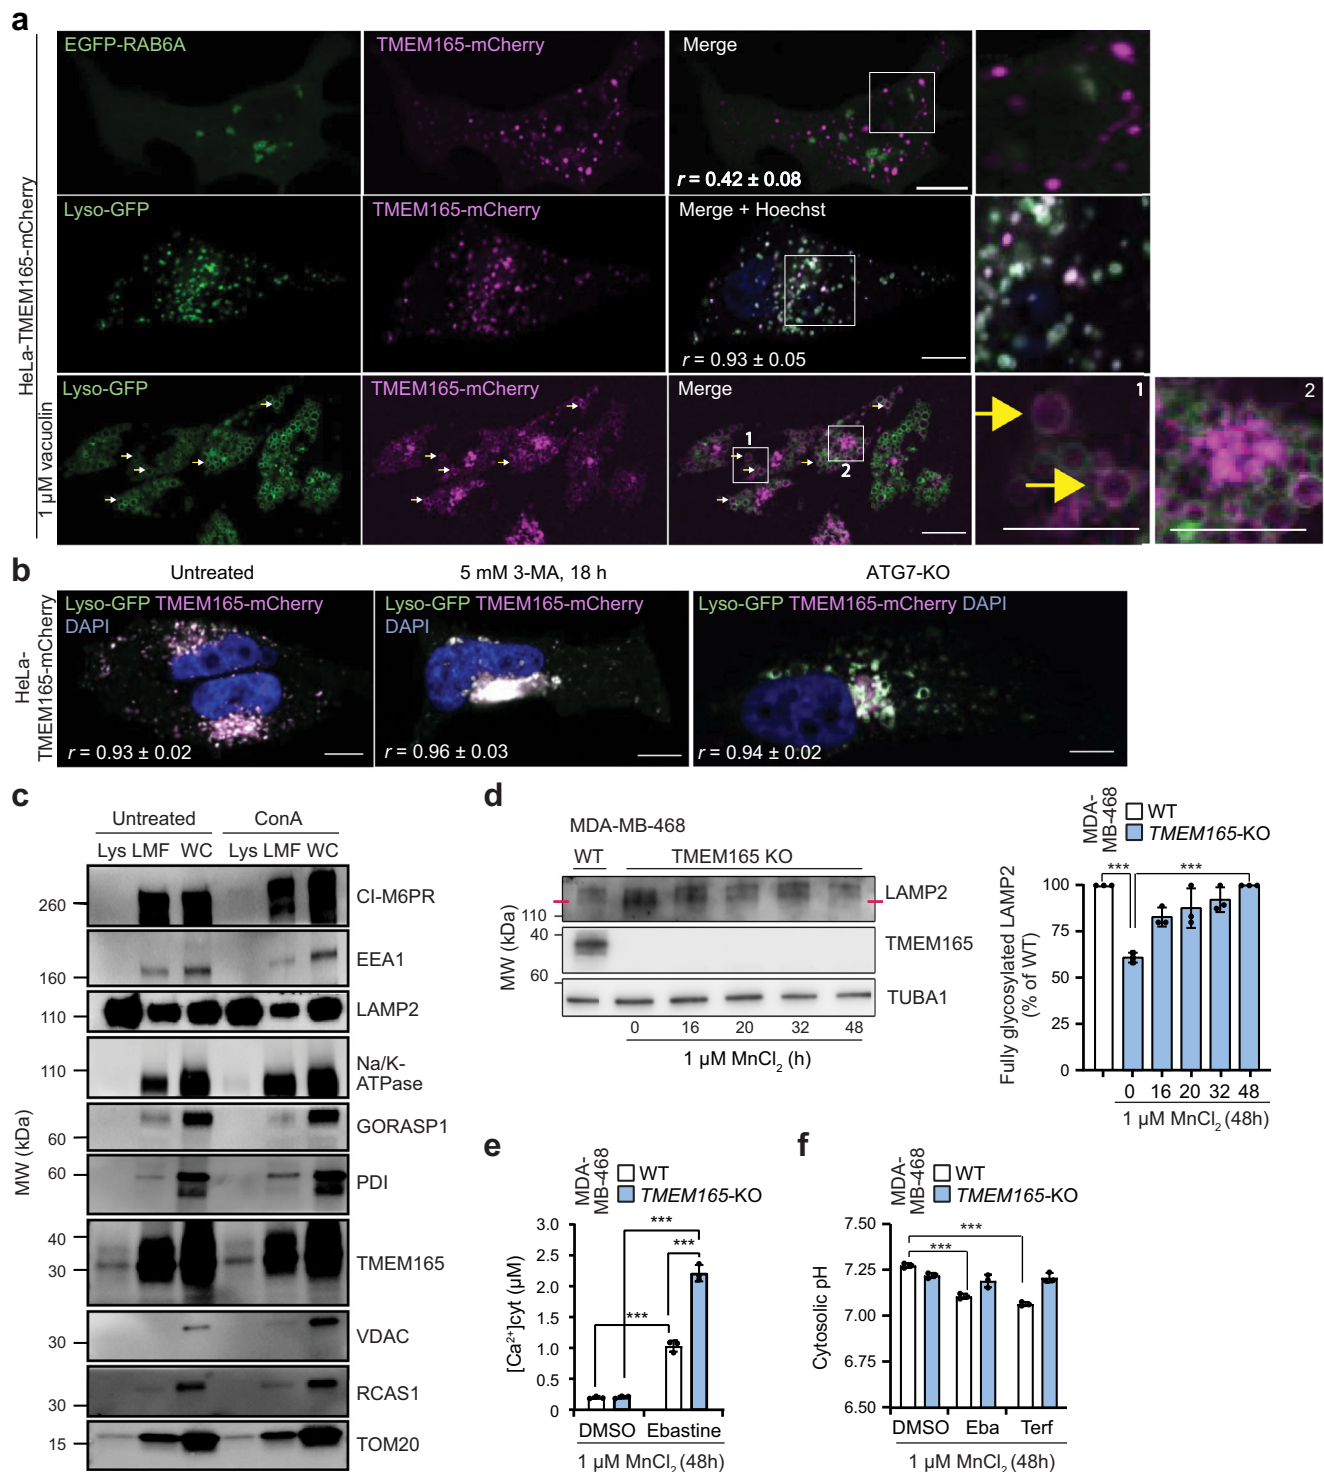 a
HeLa-TMEM165-mCherry
1 µM vacuolin
EGFP-RAB6A
TMEM165-mCherry
Merge
r = 0.42 ± 0.08
Lyso-GFP
TMEM165-mCherry
Merge + Hoechst
r = 0.93 ± 0.05
Lyso-GFP
TMEM165-mCherry
Merge
1
2
1
2
b
Untreated
5 mM 3-MA, 18 h
ATG7-KO
HeLa-
TMEM165-mCherry
Lyso-GFP TMEM165-mCherry
DAPI
r = 0.93 ± 0.02
Lyso-GFP TMEM165-mCherry
DAPI
r = 0.96 ± 0.03
Lyso-GFP TMEM165-mCherry DAPI
r = 0.94 ± 0.02
c
Untreated ConA
Lys LMF WC Lys LMF WC
MW (kDa)
260 CI-M6PR
160 EEA1
110 LAMP2
110 Na/K-
ATPase
60 GORASP1
60 PDI
40
30 TMEM165
30 VDAC
30 RCAS1
15 TOM20
d
MDA-MB-468
WT TMEM165 KO
MW (kDa)
110 LAMP2
40 TMEM165
60
TUBA1
0 16 20 32 48
1 µM MnCl2 (h)
MDA-
MB-468
WT
TMEM165-KO
*** ***
Fully glycosylated LAMP2
(% of WT)
100
75
50
25
0
0 16 20 32 48
1 µM MnCl2 (48h)
e
MDA-
MB-468
WT
TMEM165-KO
[Ca2+]cyt (µM)
3.0
2.5
2.0
1.5
1.0
0.5
0
***
***
***
DMSO Ebastine
1 µM MnCl2 (48h)
f
MDA-
MB-468
WT
TMEM165-KO
Cytosolic pH
7.50
7.25
7.00
6.75
6.50
***
***
DMSO Eba Terf
1 µM MnCl2 (48h)